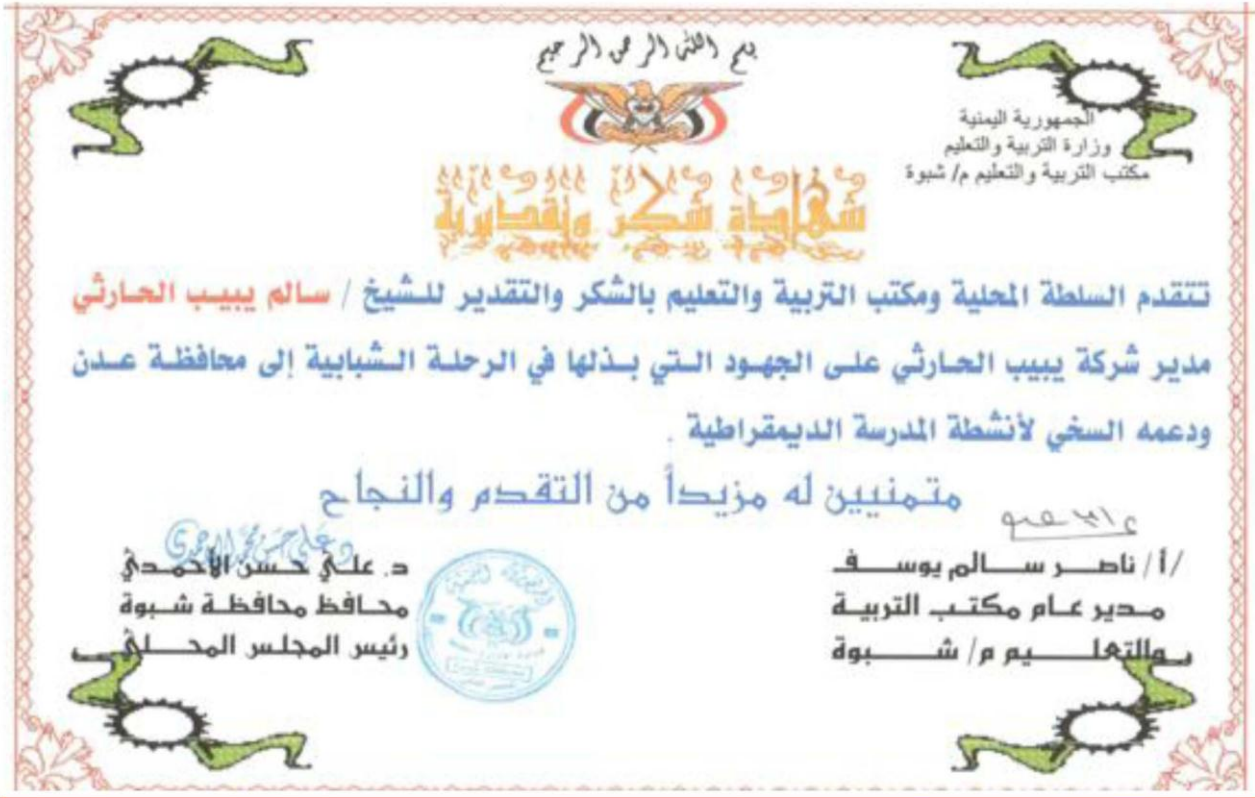 بسم الله الرحمن الرحيم
الجمهورية اليمنية
وزارة التربية والتعليم
مكتب التربية والتعليم م/ شبوة
شهادة شكر وتقديرية
تتقدم السلطة المحلية ومكتب التربية والتعليم بالشكر والتقدير للشيخ / سالم يبيب الحارثي
مدير شركة يبيب الحارثي على الجهود التي بذلها في الرحلة الشبابية إلى محافظة عدن
ودعمه السخي لأنشطة المدرسة الديمقراطية .
متمنيين له مزيداً من التقدم والنجاح
/أ/ ناصر سالم يوسف
مدير عام مكتب التربية
والتعليم م/ شبوة
د. علي حسن الأحمدي
محافظ محافظة شبوة
رئيس المجلس المحلي